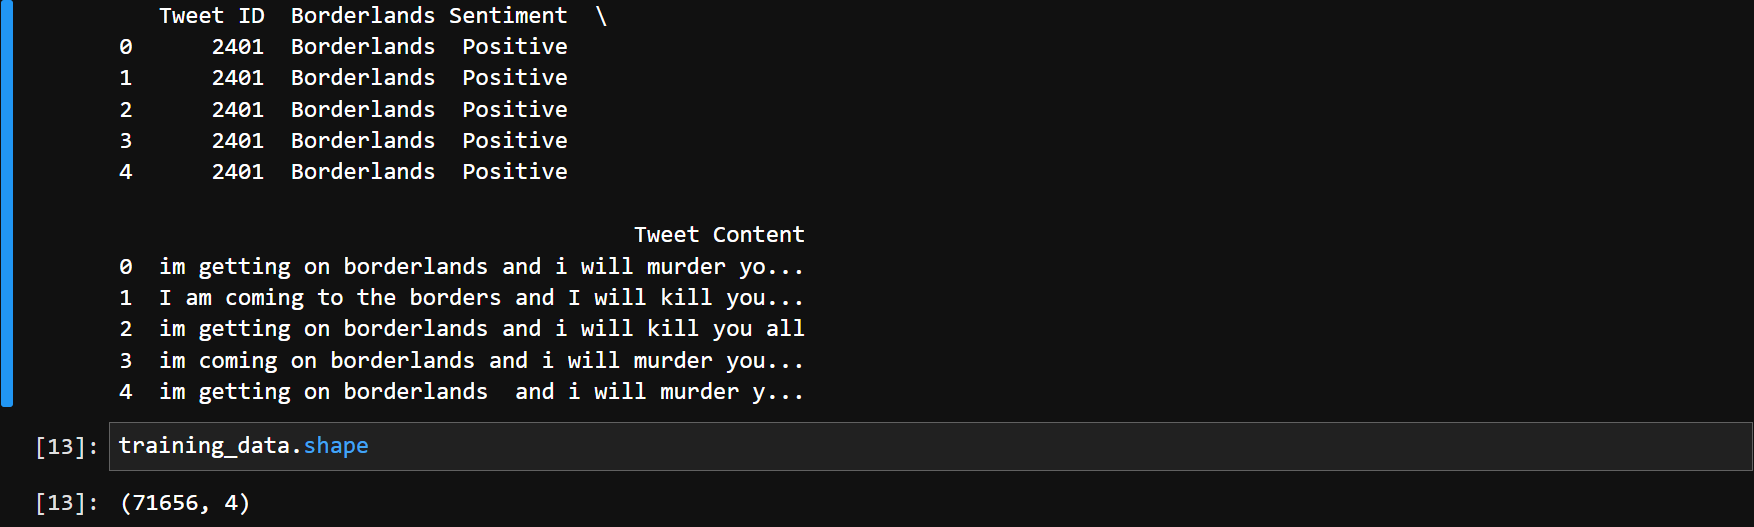 Tweet ID  Borderlands Sentiment  \
0      2401  Borderlands  Positive
1      2401  Borderlands  Positive
2      2401  Borderlands  Positive
3      2401  Borderlands  Positive
4      2401  Borderlands  Positive
Tweet Content
0  im getting on borderlands and i will murder yo...
1  I am coming to the borders and I will kill you...
2  im getting on borderlands and i will kill you all
3  im coming on borderlands and i will murder you...
4  im getting on borderlands  and i will murder y...
[13]: training_data.shape
[13]: (71656, 4)